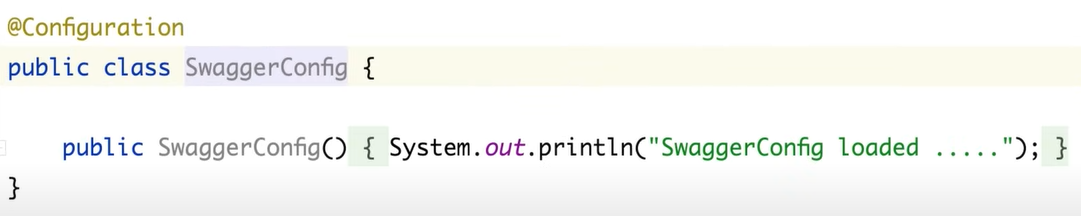 @Configuration
public class SwaggerConfig {
public SwaggerConfig() { System.out.println("SwaggerConfig loaded ....."); }
}